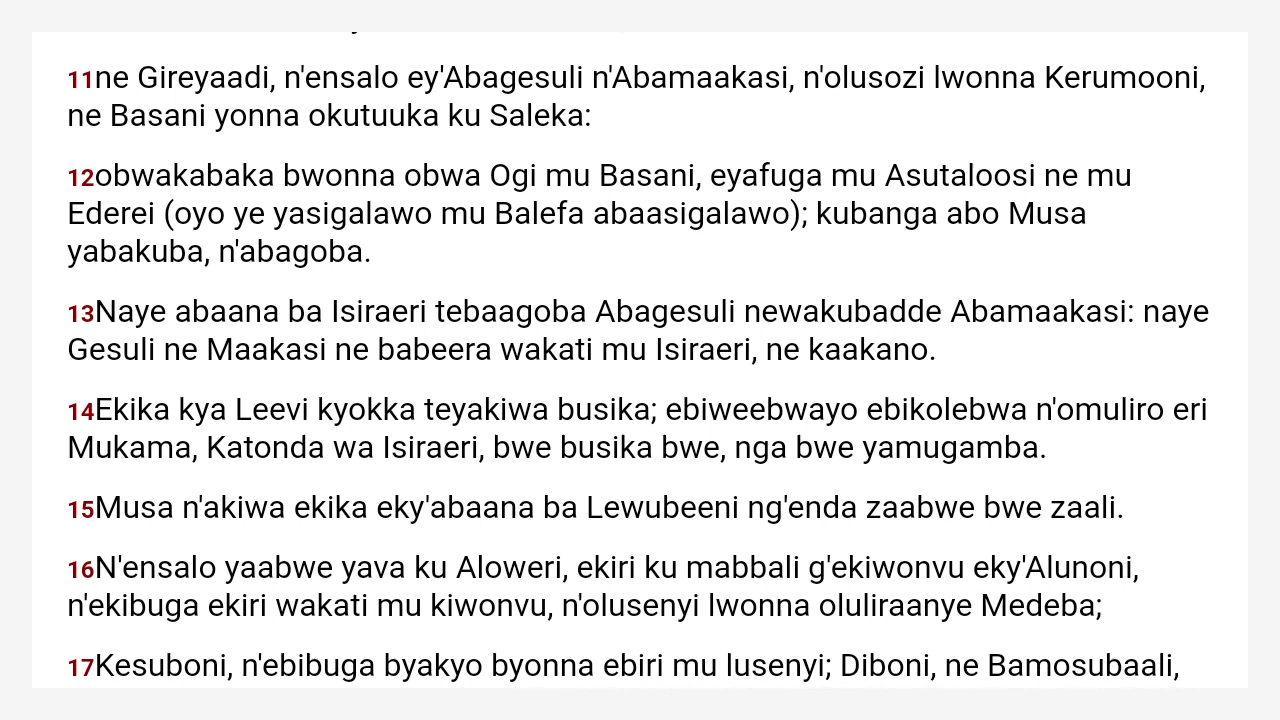 11ne Gireyaadi, n'ensalo ey'Abagesuli n'Abamaakasi, n'olusozi lwonna Kerumooni,
ne Basani yonna okutuuka ku Saleka:
12obwakabaka bwonna obwa Ogi mu Basani, eyafuga mu Asutaloosi ne mu
Ederei (oyo ye yasigalawo mu Balefa abaasigalawo); kubanga abo Musa
yabakuba, n'abagoba.
13Naye abaana ba Isiraeri tebaagoba Abagesuli newakubadde Abamaakasi: naye
Gesuli ne Maakasi ne babeera wakati mu Isiraeri, ne kaakano.
14Ekika kya Leevi kyokka teyakiwa busika; ebiweebwayo ebikolebwa n'omuliro eri
Mukama, Katonda wa Isiraeri, bwe busika bwe, nga bwe yamugamba.
15Musa n'akiwa ekika eky'abaana ba Lewubeeni ng'enda zaabwe bwe zaali.
16N'ensalo yaabwe yava ku Aloweri, ekiri ku mabbali g'ekiwonvu eky'Alunoni,
n'ekibuga ekiri wakati mu kiwonvu, n'olusenyi lwonna oluliraanye Medeba;
17Kesuboni, n'ebibuga byakyo byonna ebiri mu lusenyi; Diboni, ne Bamosubaali,